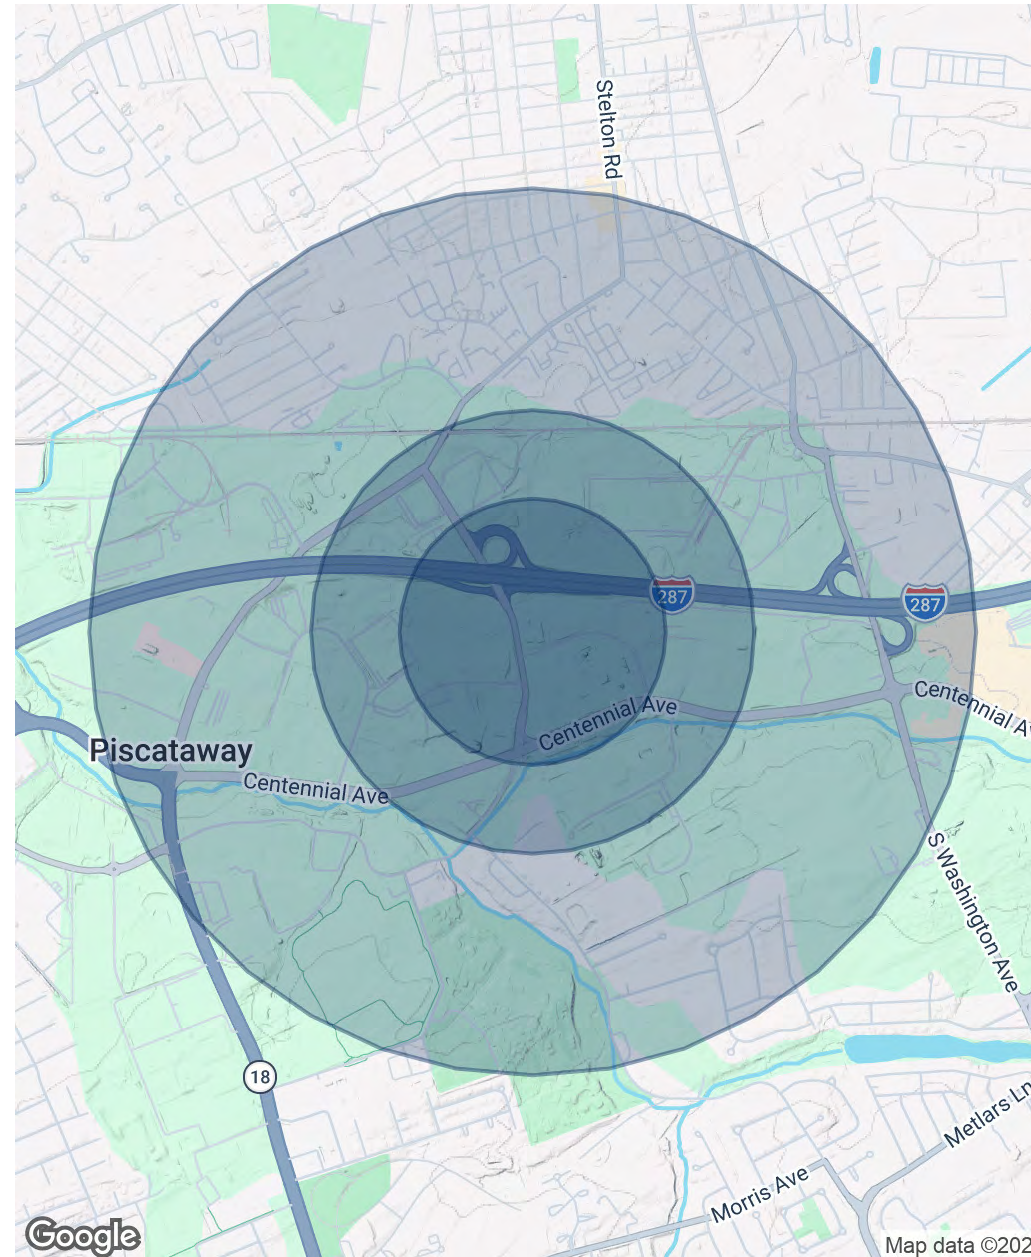 Stelton Rd
287
287
Centennial Ave
Centennial Av
Piscataway
Centennial Ave
S Washington Ave
18
Metlars Ln
Morris Ave
Google
Map data ©202